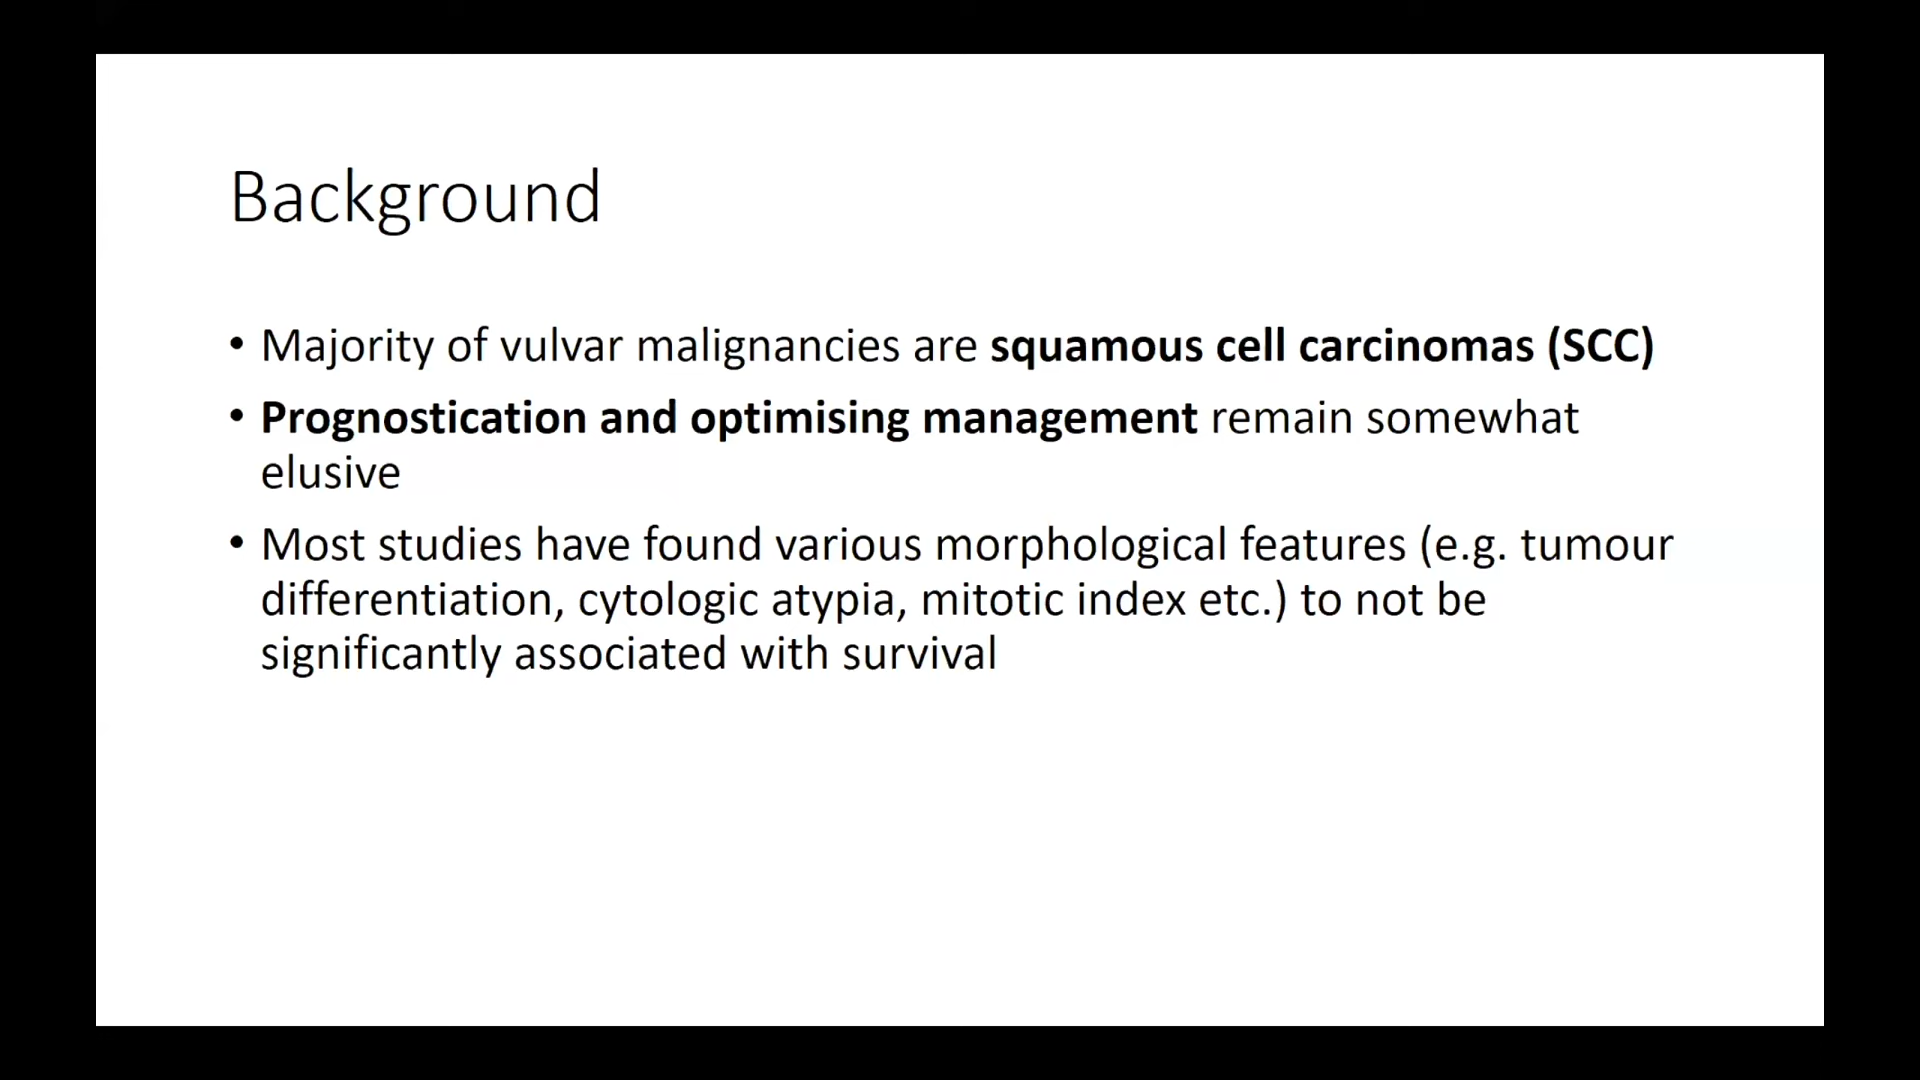 Background
• Majority of vulvar malignancies are squamous cell carcinomas (SCC)
• Prognostication and optimising management remain somewhat
elusive
• Most studies have found various morphological features (e.g. tumour
differentiation, cytologic atypia, mitotic index etc.) to not be
significantly associated with survival